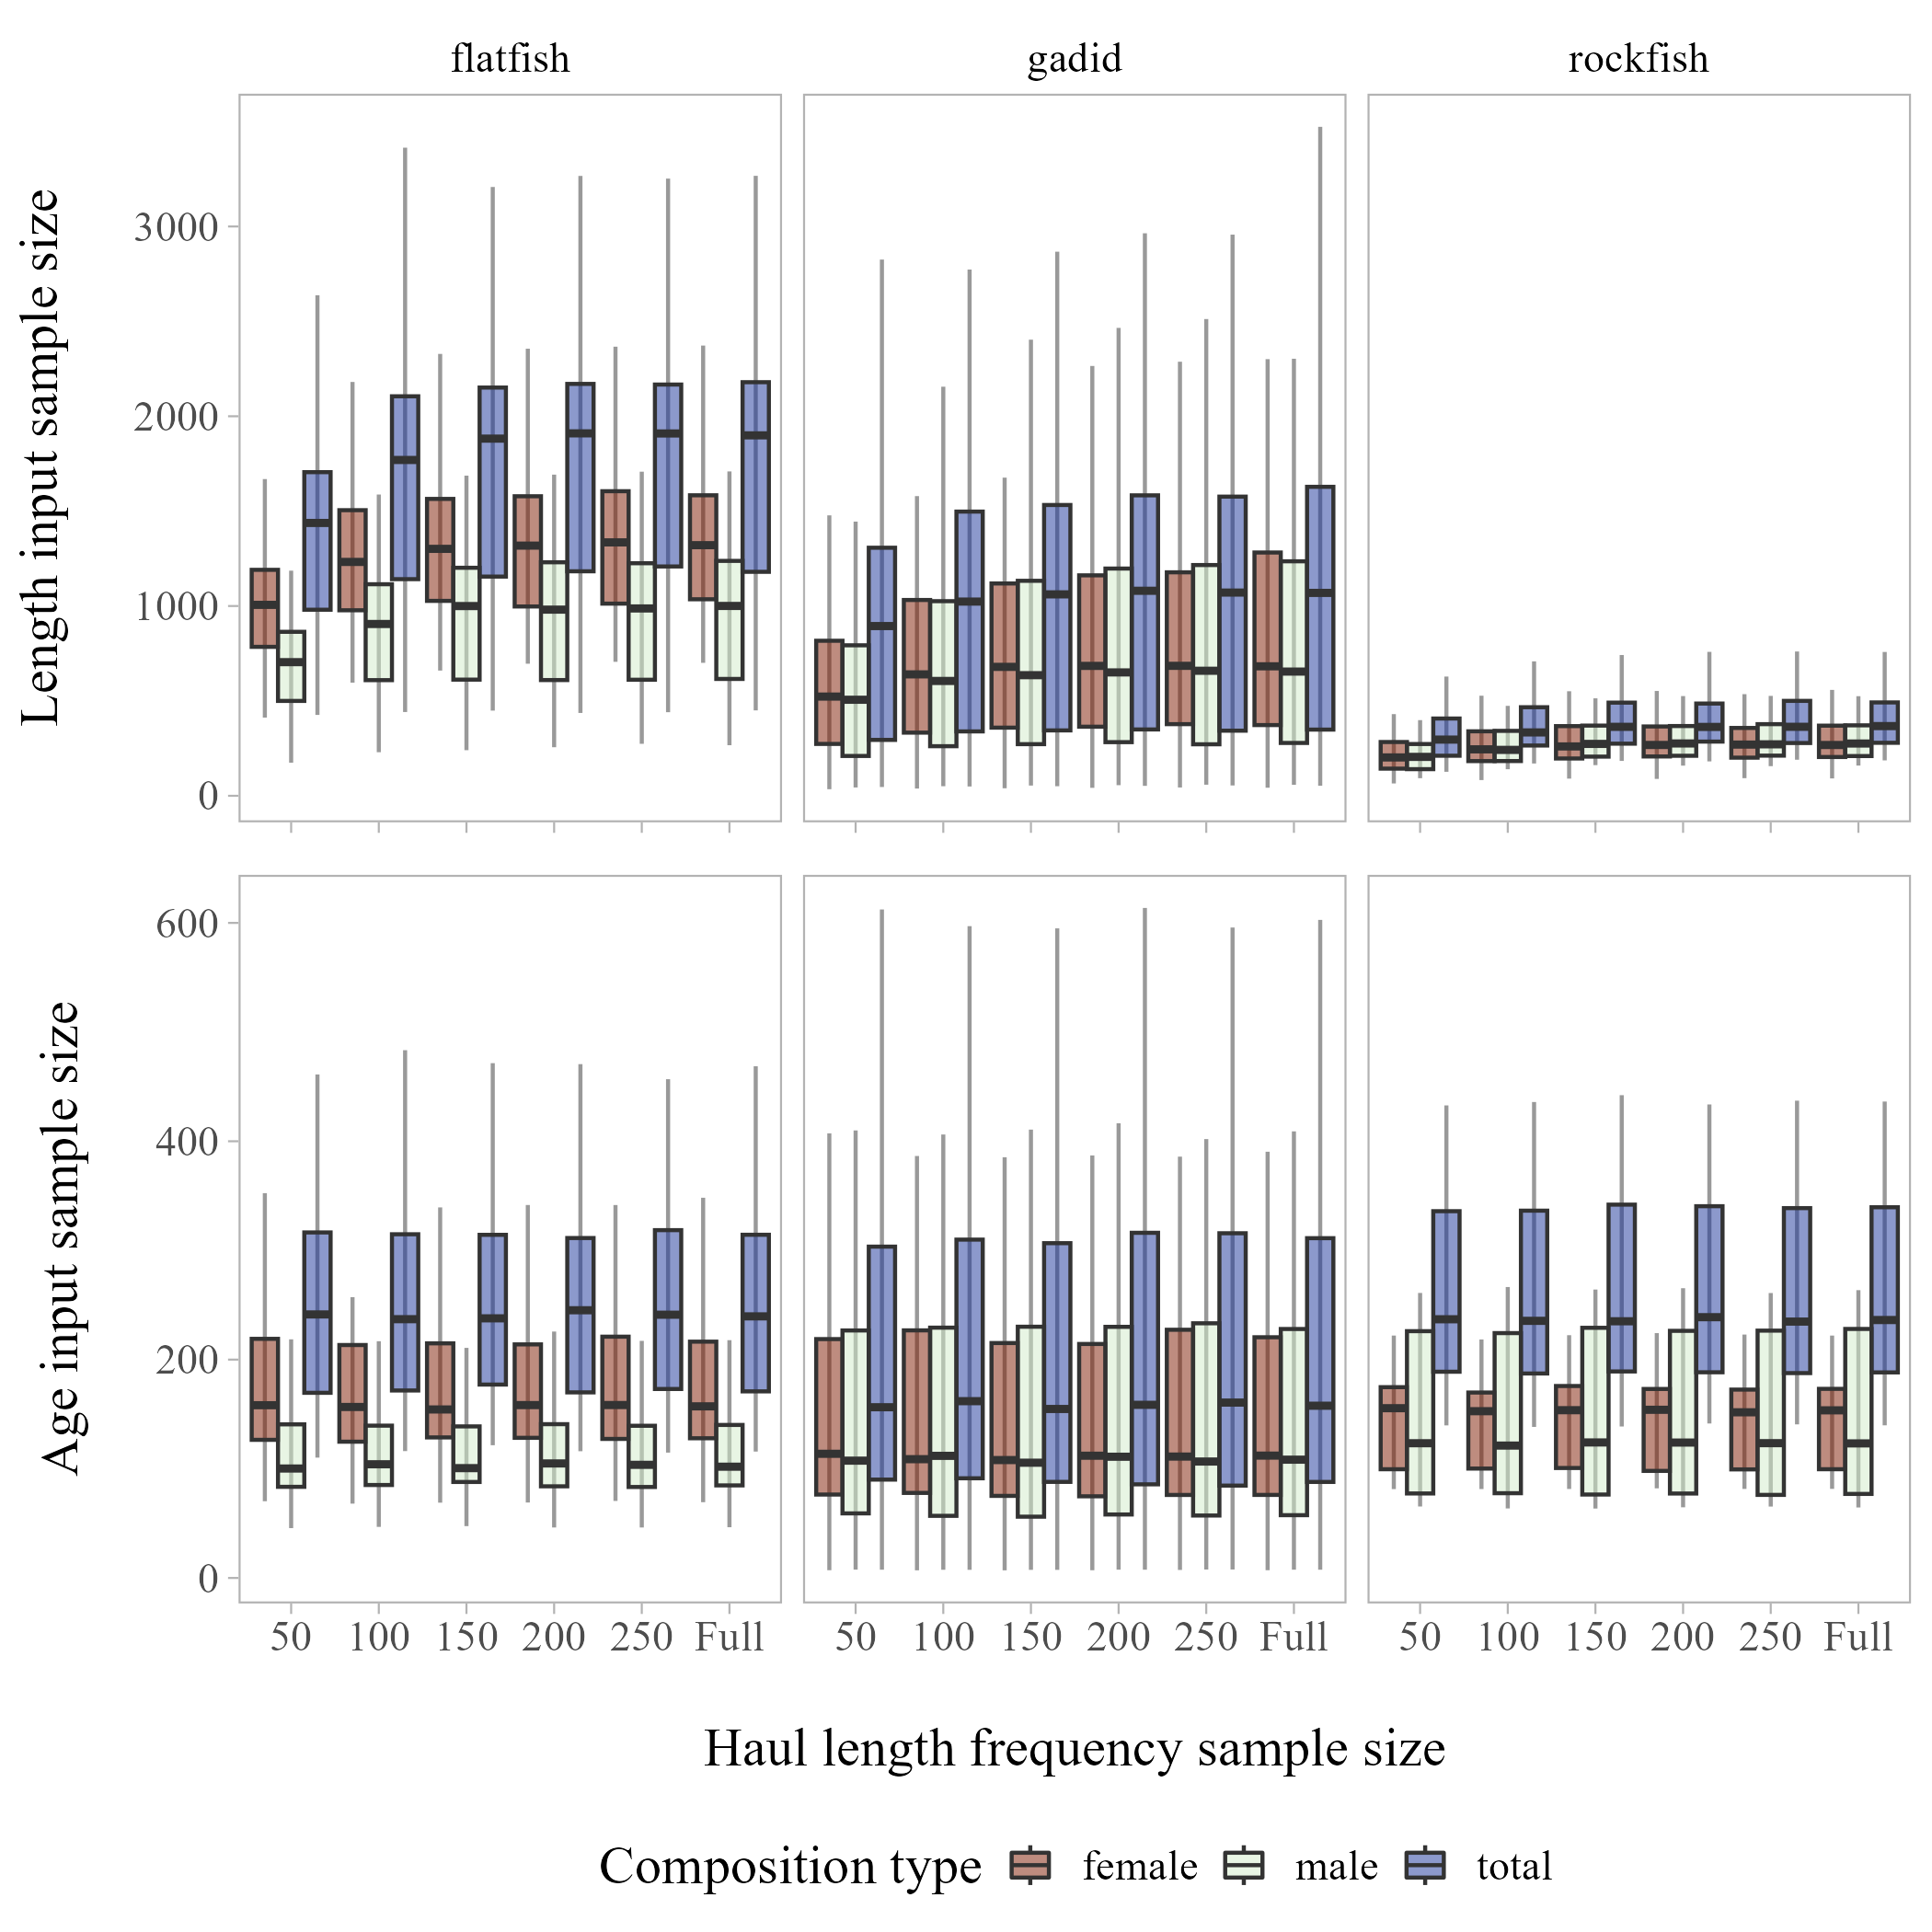 flatfish gadid rockfish
Length input sample size
3000
2000
1000
0
Age input sample size
600
400
200
0
50 100 150 200 250 Full 50 100 150 200 250 Full 50 100 150 200 250 Full
Haul length frequency sample size
Composition type female male total